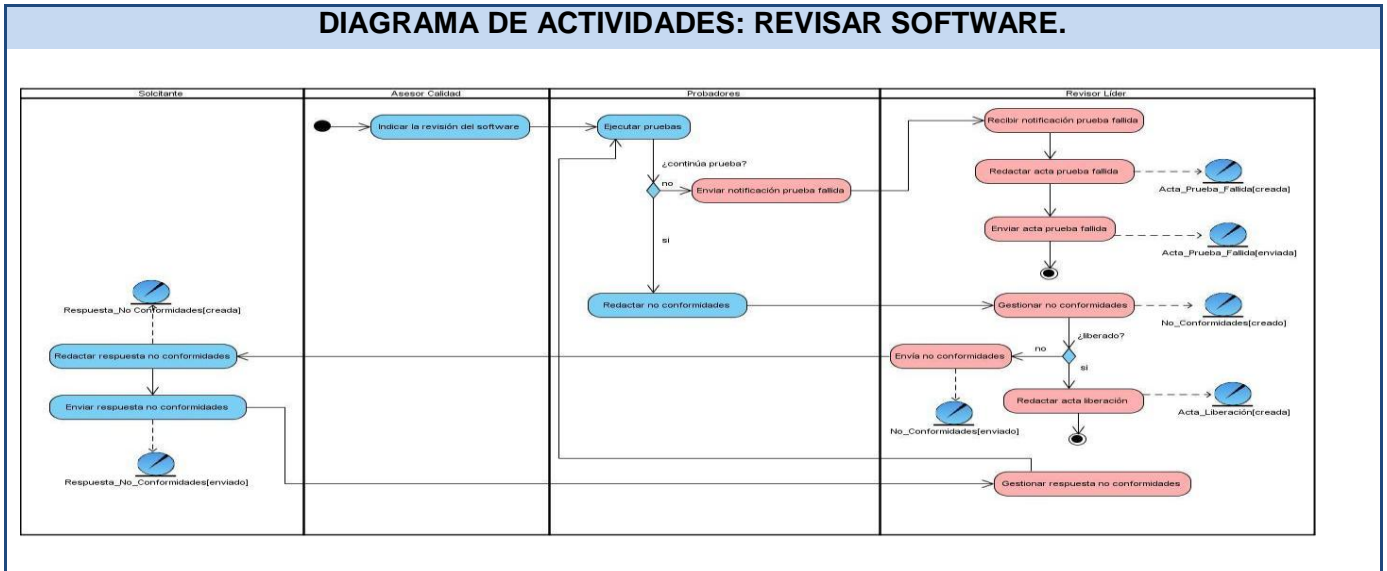 DIAGRAMA DE ACTIVIDADES: REVISAR SOFTWARE.
Solcitante
Asesor Calidad
Probadores
Revisor Líder
Indicar la revisión del software
Ejecutar pruebas
Recibir notificación prueba fallida
¿continúa prueba?
no
Enviar notificación prueba fallida
Redactar acta prueba fallida
Acta_Prueba_Fallida[creada]
Enviar acta prueba fallida
Acta_Prueba_Fallida[enviada]
si
Respuesta_No Conformidades[creada]
Redactar no conformidades
Gestionar no conformidades
No_Conformidades[creado]
¿liberado?
no
si
Redactar respuesta no conformidades
Envía no conformidades
No_Conformidades[enviado]
Redactar acta liberación
Acta_Liberación[creada]
Enviar respuesta no conformidades
Respuesta_No_Conformidades[enviado]
Gestionar respuesta no conformidades